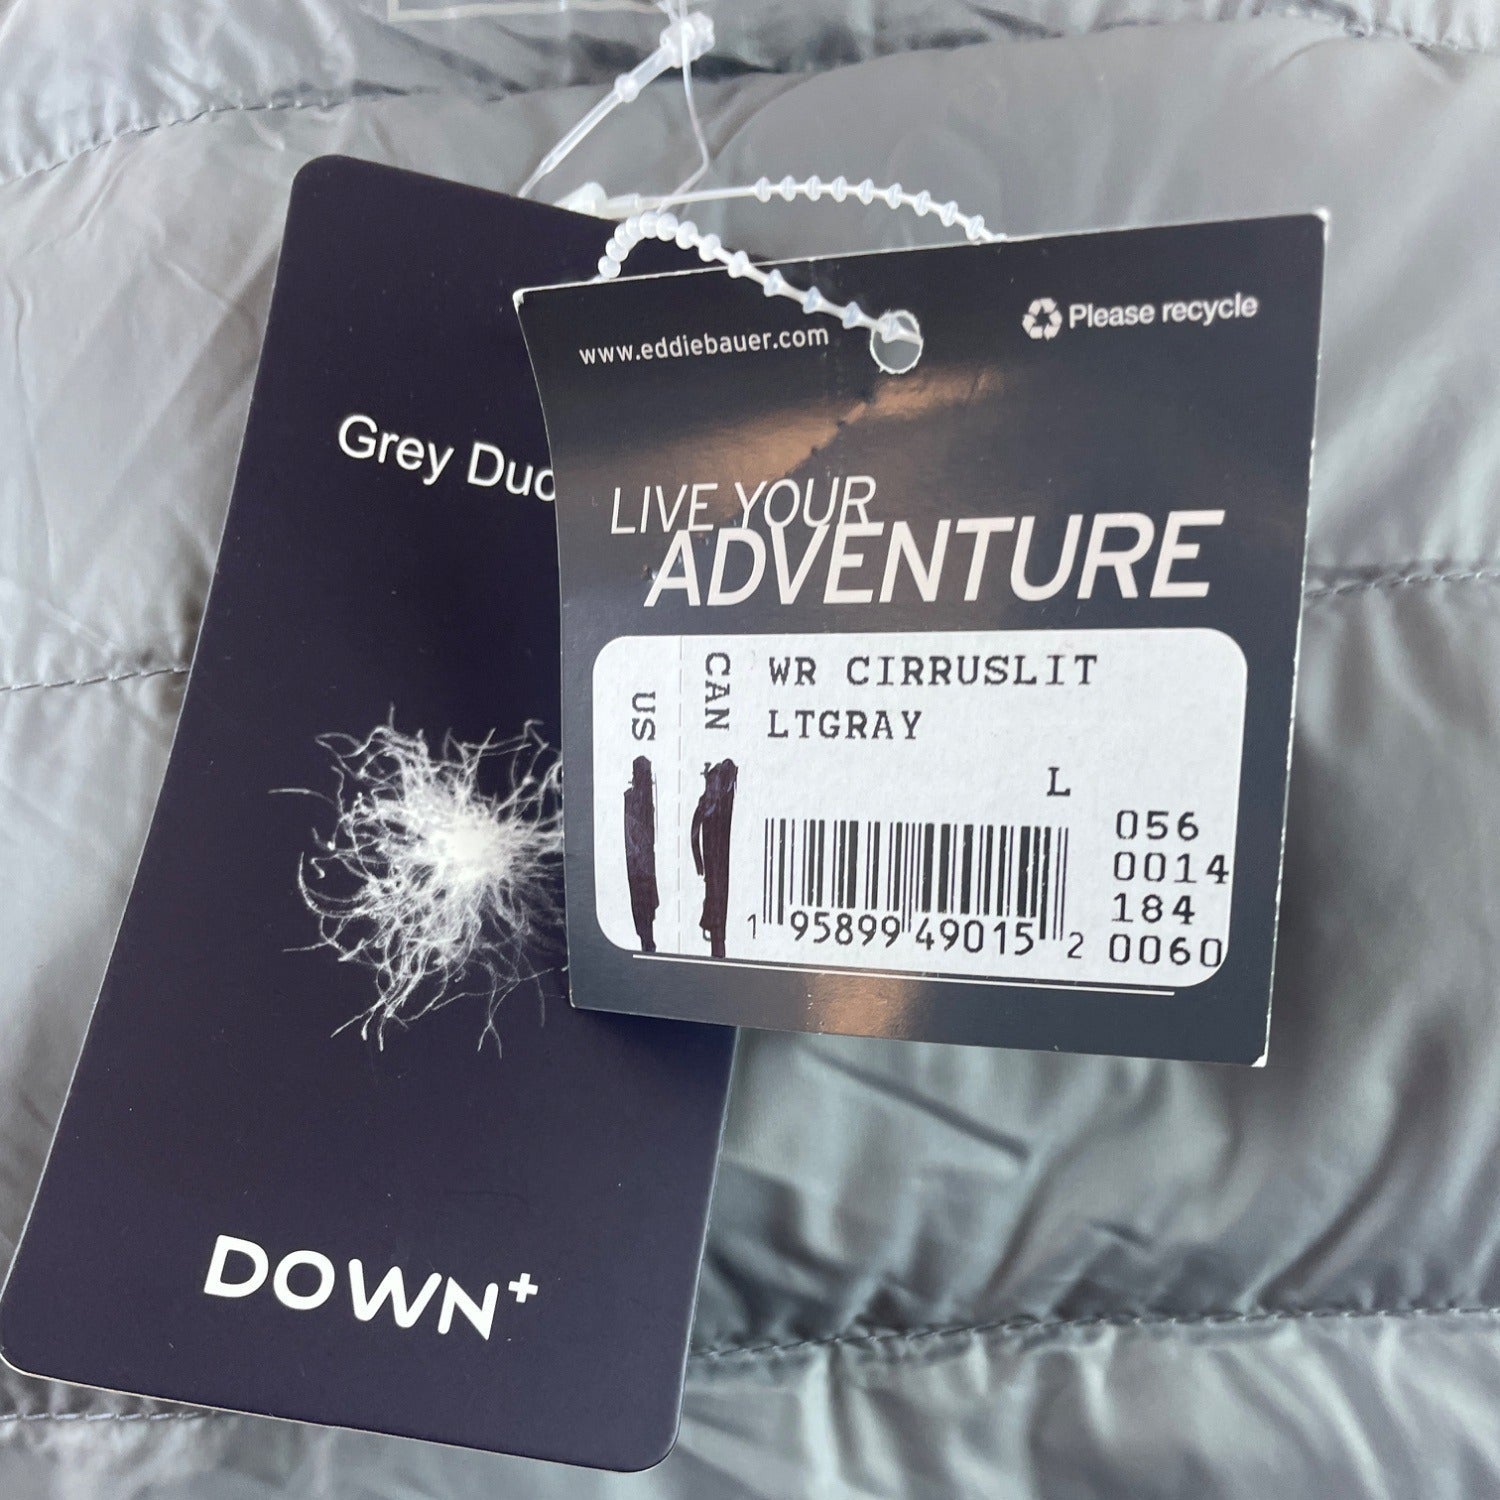 Grey Duc
DOWN+
www.eddiebauer.com
Please recycle
LIVE YOUR
ADVENTURE
US
CAN
WR CIRRUSLIT
LTGRAY
L
056
0014
184
0060
1 95899 49015 2